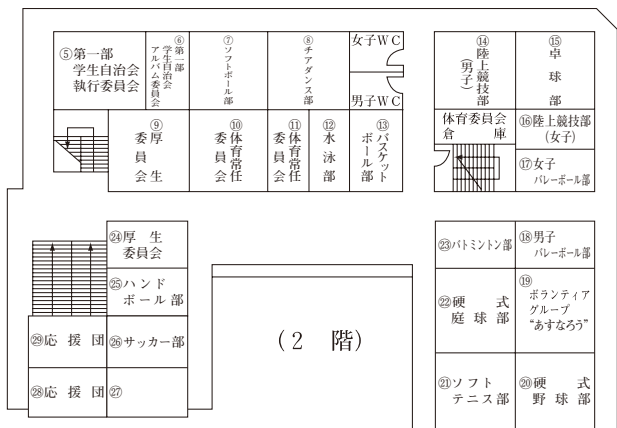 ⑤第一部
学生自治会
執行委員会
⑥第一部
学生自治会
アルバム委員会
⑦ソフトボール部
⑧チアダンス部
女子WC
男子WC
⑭陸上競技部
(男子)
⑮卓球部
⑨厚生
委員会
⑩体育常任
委員会
⑪体育常任
委員会
⑫水泳部
⑬バスケット
ボール部
体育委員会
倉庫
⑯陸上競技部
(女子)
⑰女子
バレーボール部
㉔厚生
委員会
㉕ハンド
ボール部
㉙応援団
㉖サッカー部
㉘応援団
㉗
(2 階)
㉓バトミントン部
⑱男子
バレーボール部
㉒硬式
庭球部
⑲
ボランティア
グループ
“あすなろう”
㉑ソフト
テニス部
⑳硬式
野球部